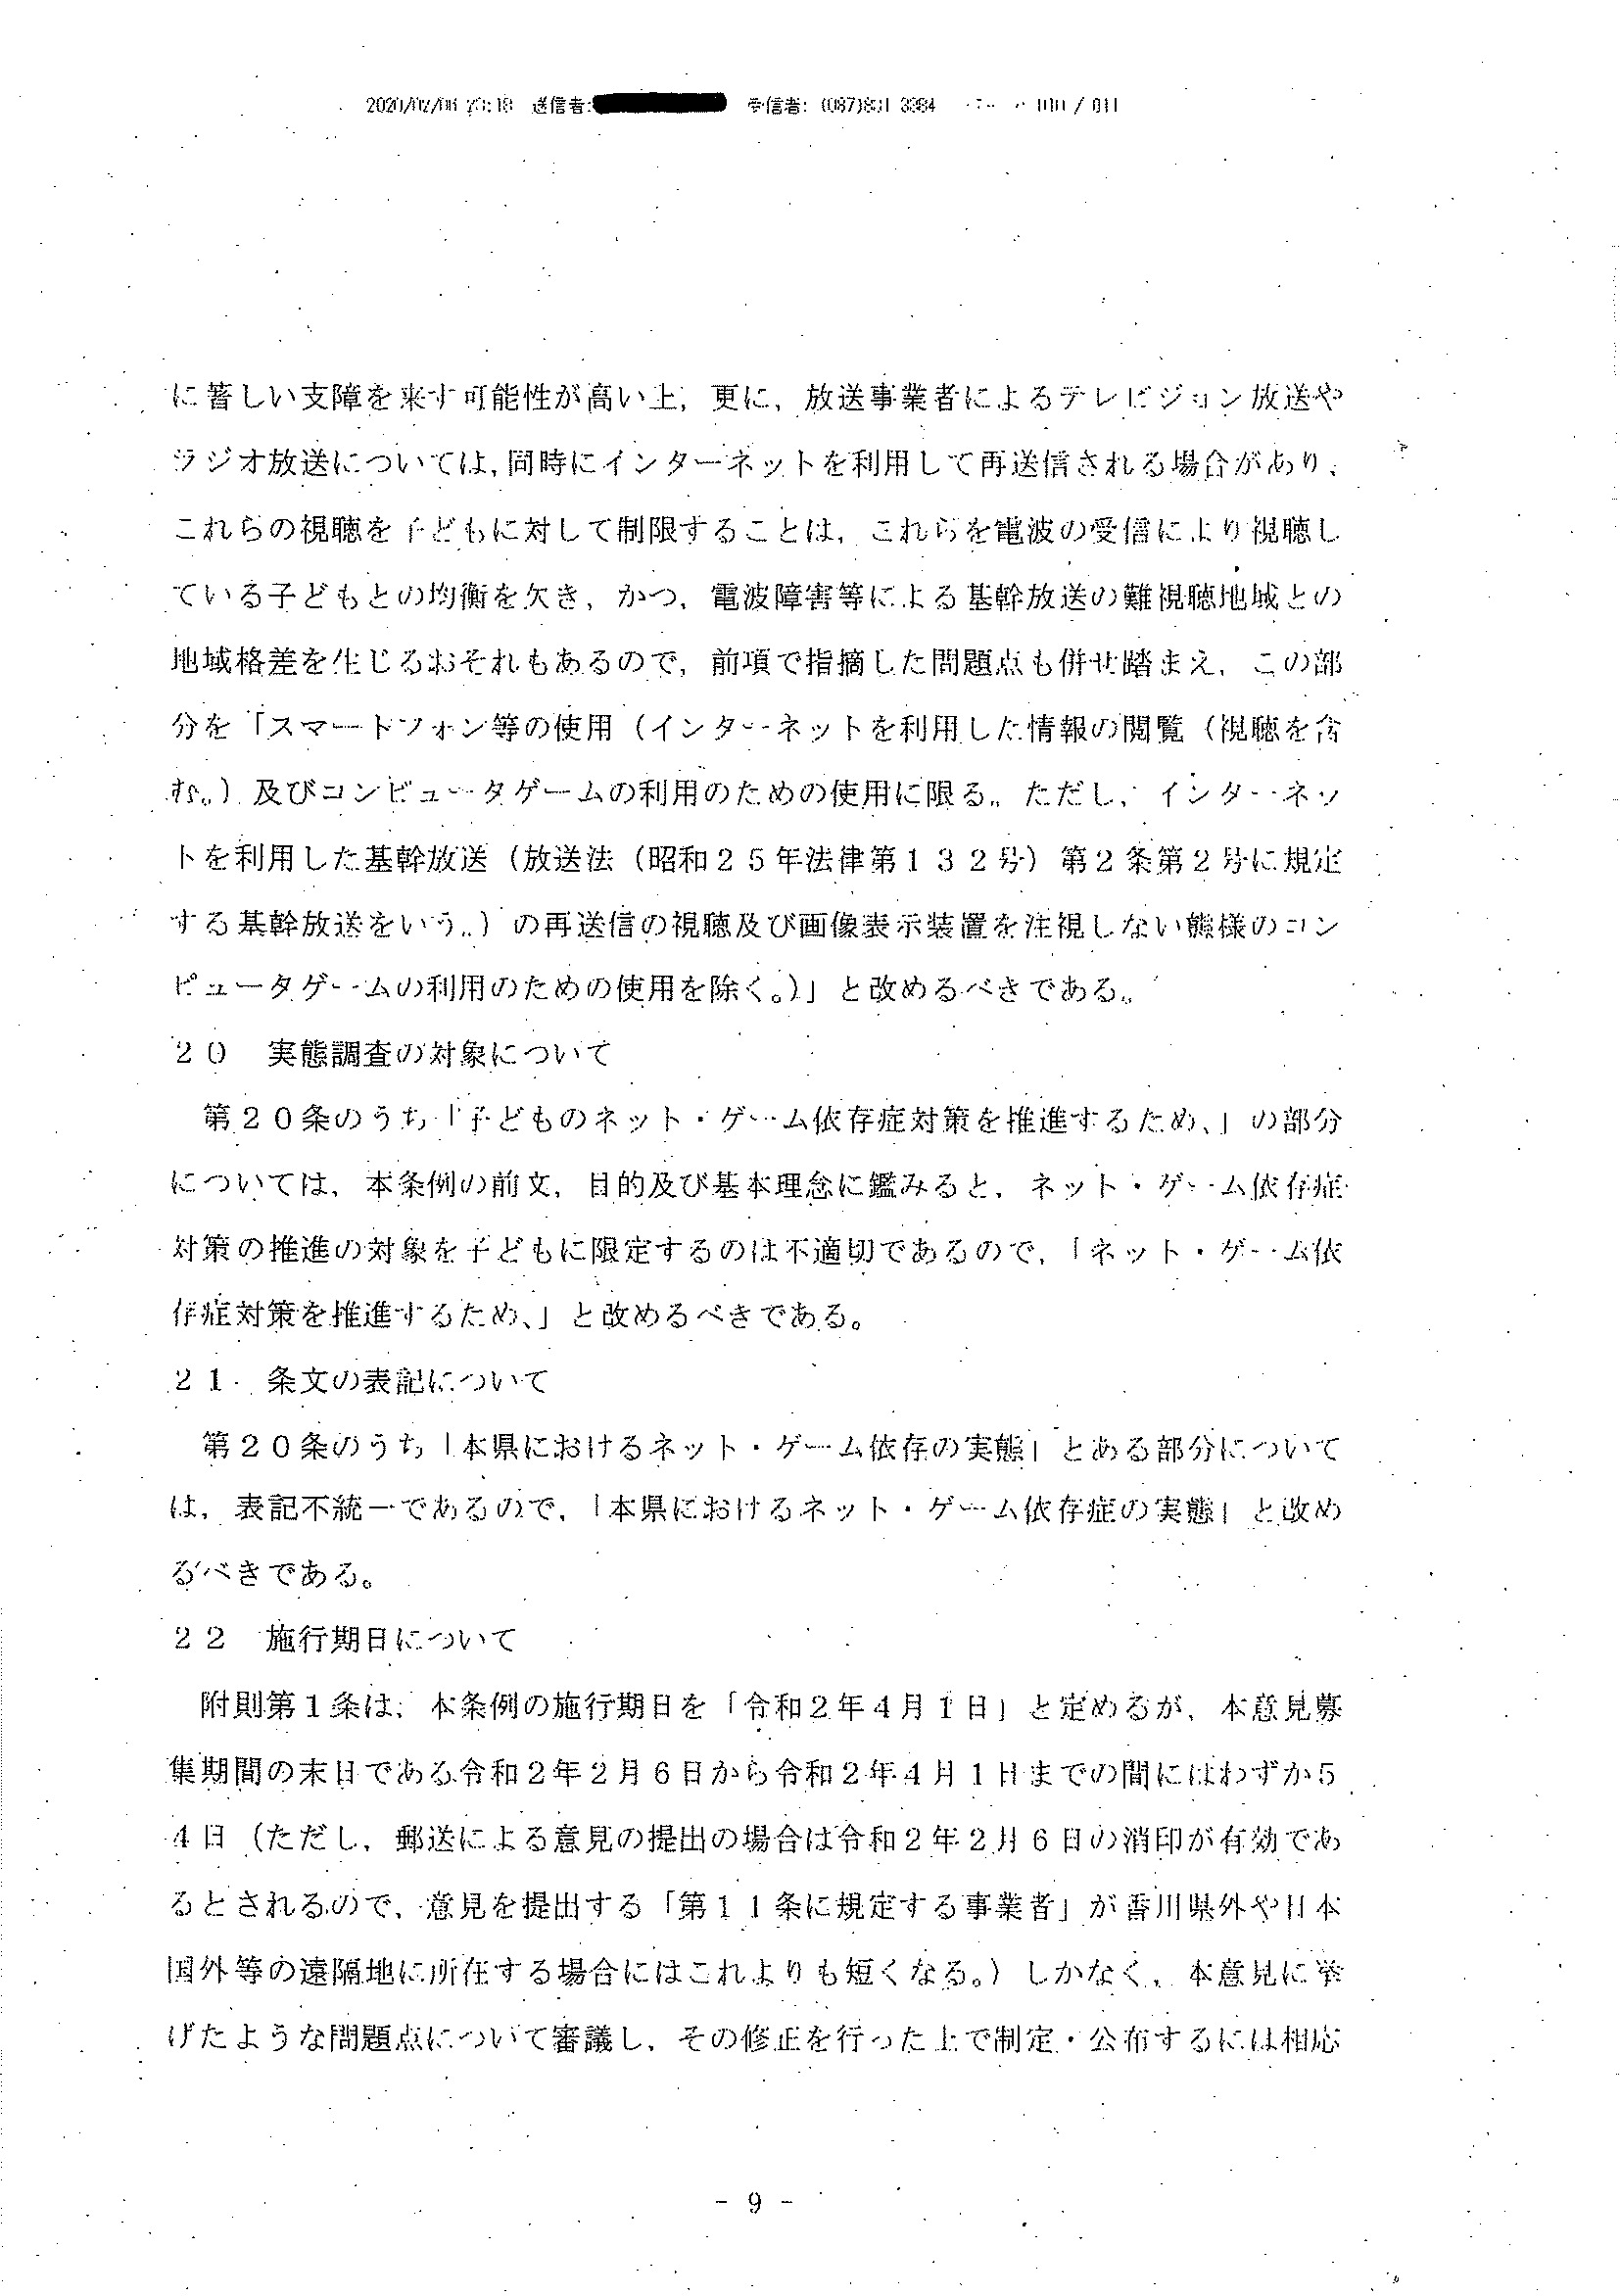 送信者: 受信者:
に著しい支障を来す可能性が高い上，更に，放送事業者によるテレビジョン放送や
ラジオ放送については，同時にインターネットを利用して再送信される場合があり，
これらの視聴を子どもに対して制限することは，これらを電波の受信により視聴し
ている子どもとの均衡を欠き，かつ，電波障害等による基幹放送の難視聴地域との
地域格差を生じるおそれもあるので，前項で指摘した問題点も併せ踏まえ，この部
分を「スマートフォン等の使用（インターネットを利用した情報の閲覧（視聴を含
む。）及びコンピュータゲームの利用のための使用に限る。ただし，インターネッ
トを利用した基幹放送（放送法（昭和２５年法律第１３２号）第２条第２号に規定
する基幹放送をいう。）の再送信の視聴及び画像表示装置を注視しない態様のコン
ピュータゲームの利用のための使用を除く。）」と改めるべきである。
２０　実態調査の対象について
第２０条のうち「子どものネット・ゲーム依存症対策を推進するため、」の部分
については，本条例の前文，目的及び基本理念に鑑みると，ネット・ゲーム依存症
対策の推進の対象を子どもに限定するのは不適切であるので，「ネット・ゲーム依
存症対策を推進するため、」と改めるべきである。
２１　条文の表記について
第２０条のうち「本県におけるネット・ゲーム依存の実態」とある部分について
は，表記不統一であるので，「本県におけるネット・ゲーム依存症の実態」と改め
るべきである。
２２　施行期日について
附則第１条は，本条例の施行期日を「令和２年４月１日」と定めるが，本意見募
集期間の末日である令和２年２月６日から令和２年４月１日までの間にはわずか５
４日（ただし，郵送による意見の提出の場合は令和２年２月６日の消印が有効であ
るとされるので，意見を提出する「第１１条に規定する事業者」が香川県外や日本
国外等の遠隔地に所在する場合にはこれよりも短くなる。）しかなく，本意見に挙
げたような問題点について審議し，その修正を行った上で制定・公布するには相応
- 9 -